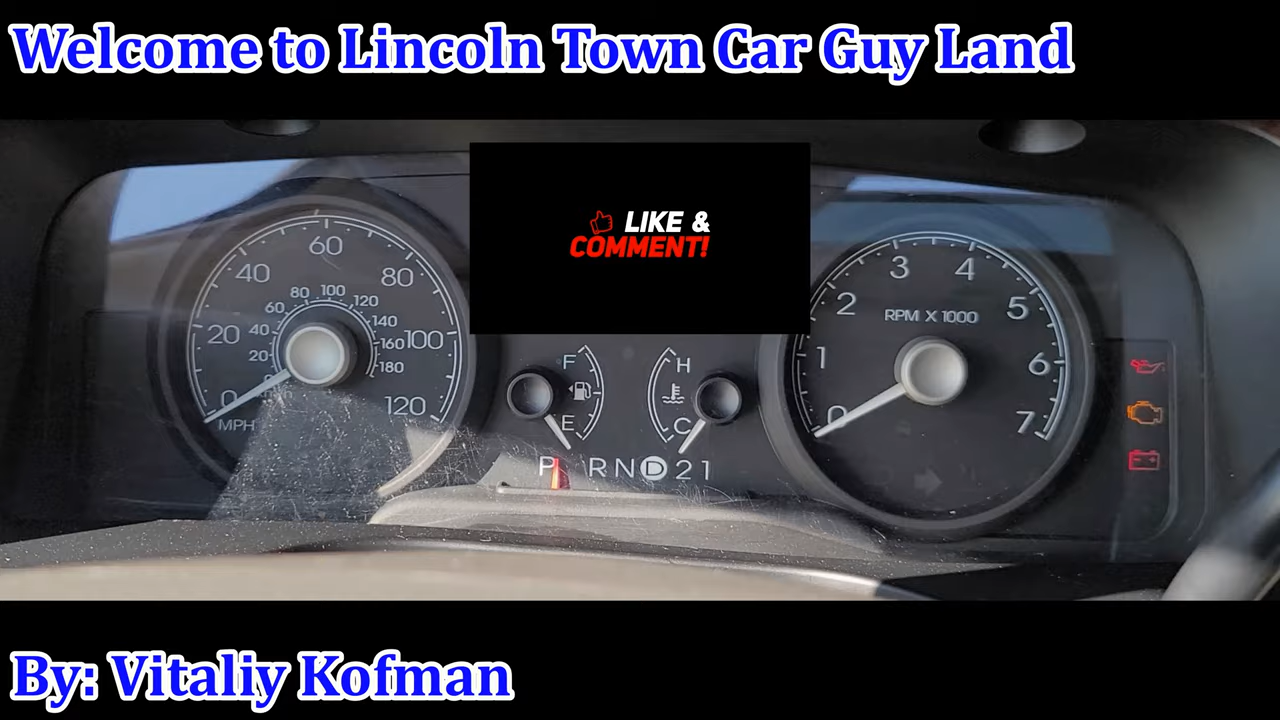 Welcome to Lincoln Town Car Guy Land
LIKE &
COMMENT!
60
40
80
20
100
0
120
MPH
80 100
60 120
40 140
20 160
180
F
E
H
C
P R N D 2 1
3 4
2 5
RPM X 1000
1 6
0 7
By: Vitaliy Kofman